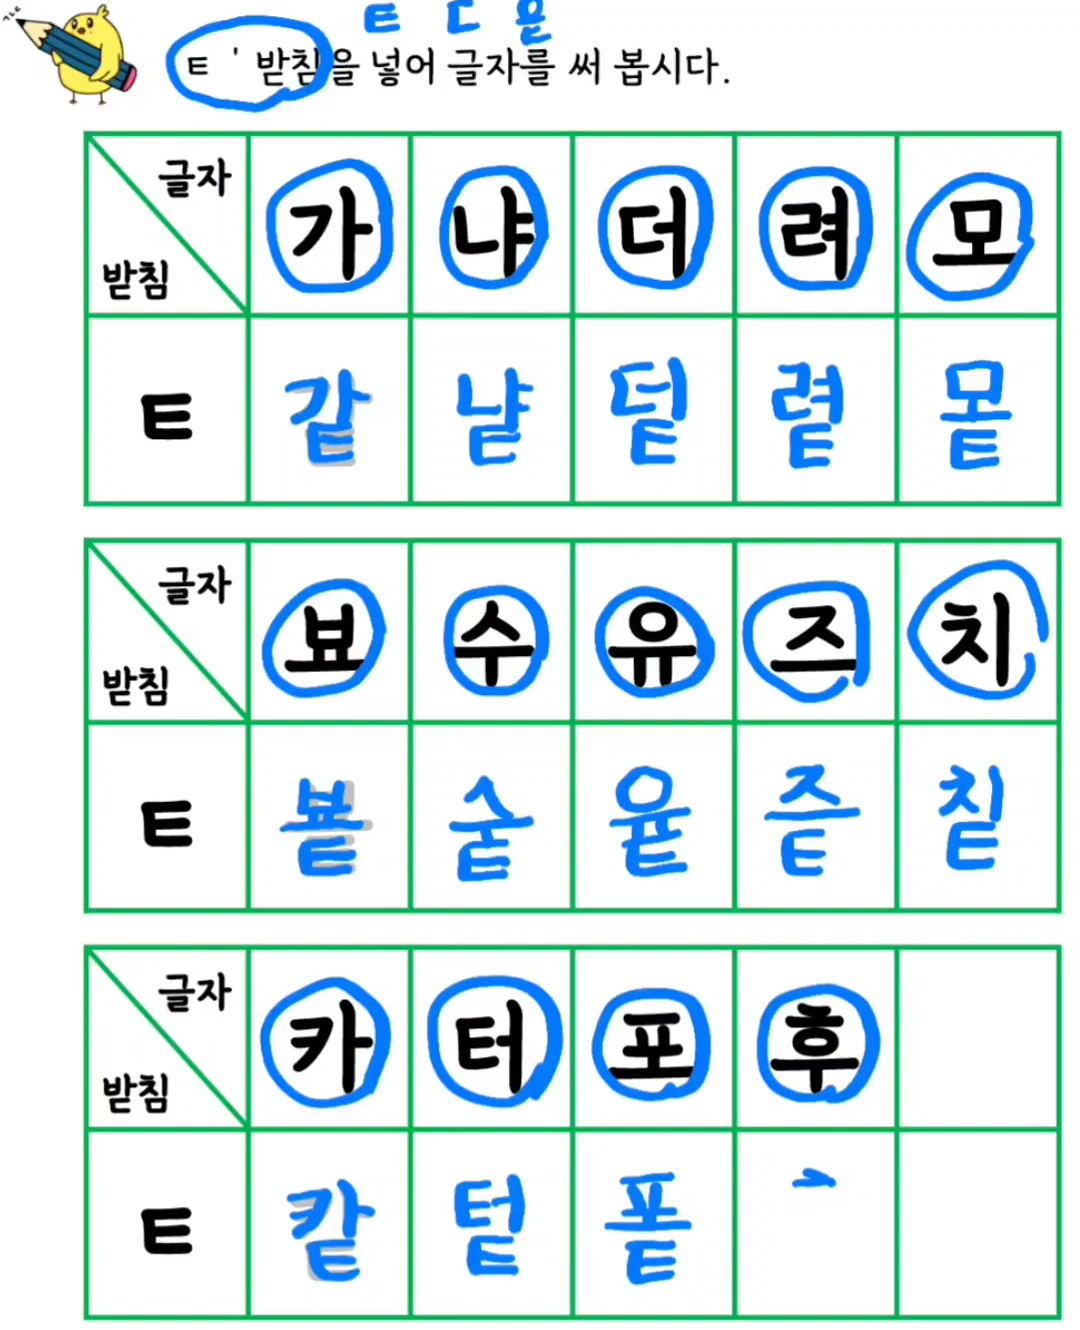 ㅌ ㄷ 읕
ㅌ ' 받침을 넣어 글자를 써 봅시다.
글자 가 냐 더 려 모
받침
ㅌ 같 냩 덭 렽 몥
글자 뵤 수 유 즈 치
받침
ㅌ 뵽 숱 윹 즡 칱
글자 카 터 포 후
받침
ㅌ 캍 텉 퐅